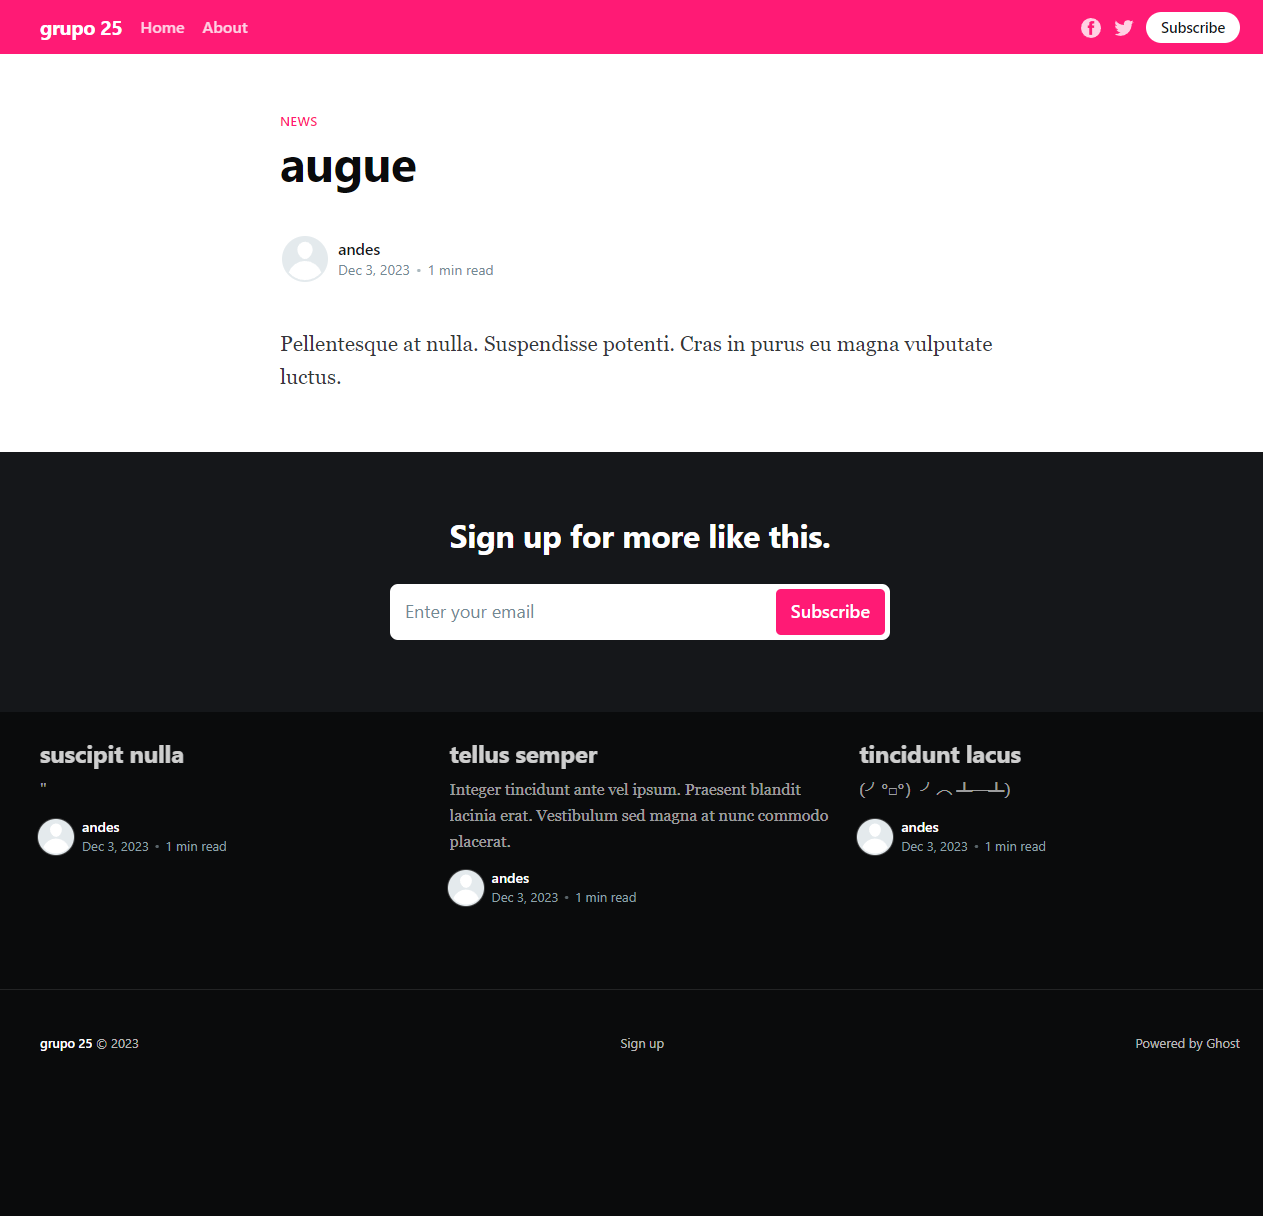 grupo 25 Home About Subscribe
NEWS
augue
andes
Dec 3, 2023 • 1 min read
Pellentesque at nulla. Suspendisse potenti. Cras in purus eu magna vulputate
luctus.
Sign up for more like this.
Enter your email Subscribe
suscipit nulla
"
andes
Dec 3, 2023 • 1 min read
tellus semper
Integer tincidunt ante vel ipsum. Praesent blandit
lacinia erat. Vestibulum sed magna at nunc commodo
placerat.
andes
Dec 3, 2023 • 1 min read
tincidunt lacus
(╯°□°）╯︵ ┻━┻)
andes
Dec 3, 2023 • 1 min read
grupo 25 © 2023 Sign up Powered by Ghost